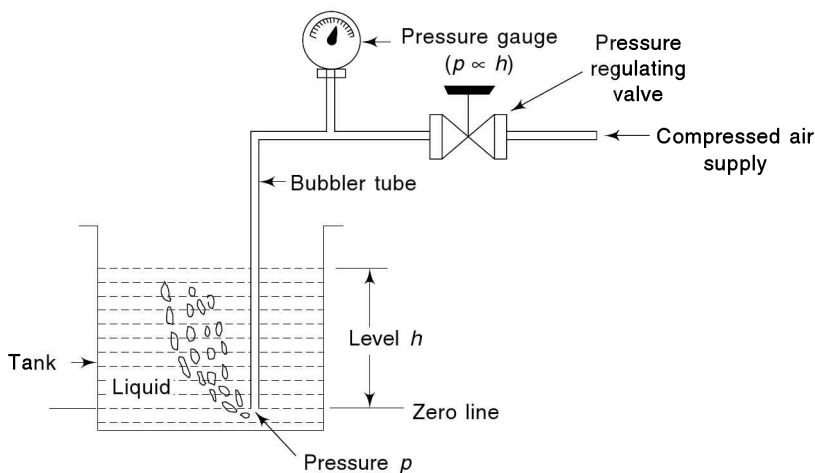 Pressure gauge
(p ∝ h)
Pressure
regulating
valve
Compressed air
supply
Bubbler tube
Level h
Tank
Liquid
Zero line
Pressure p